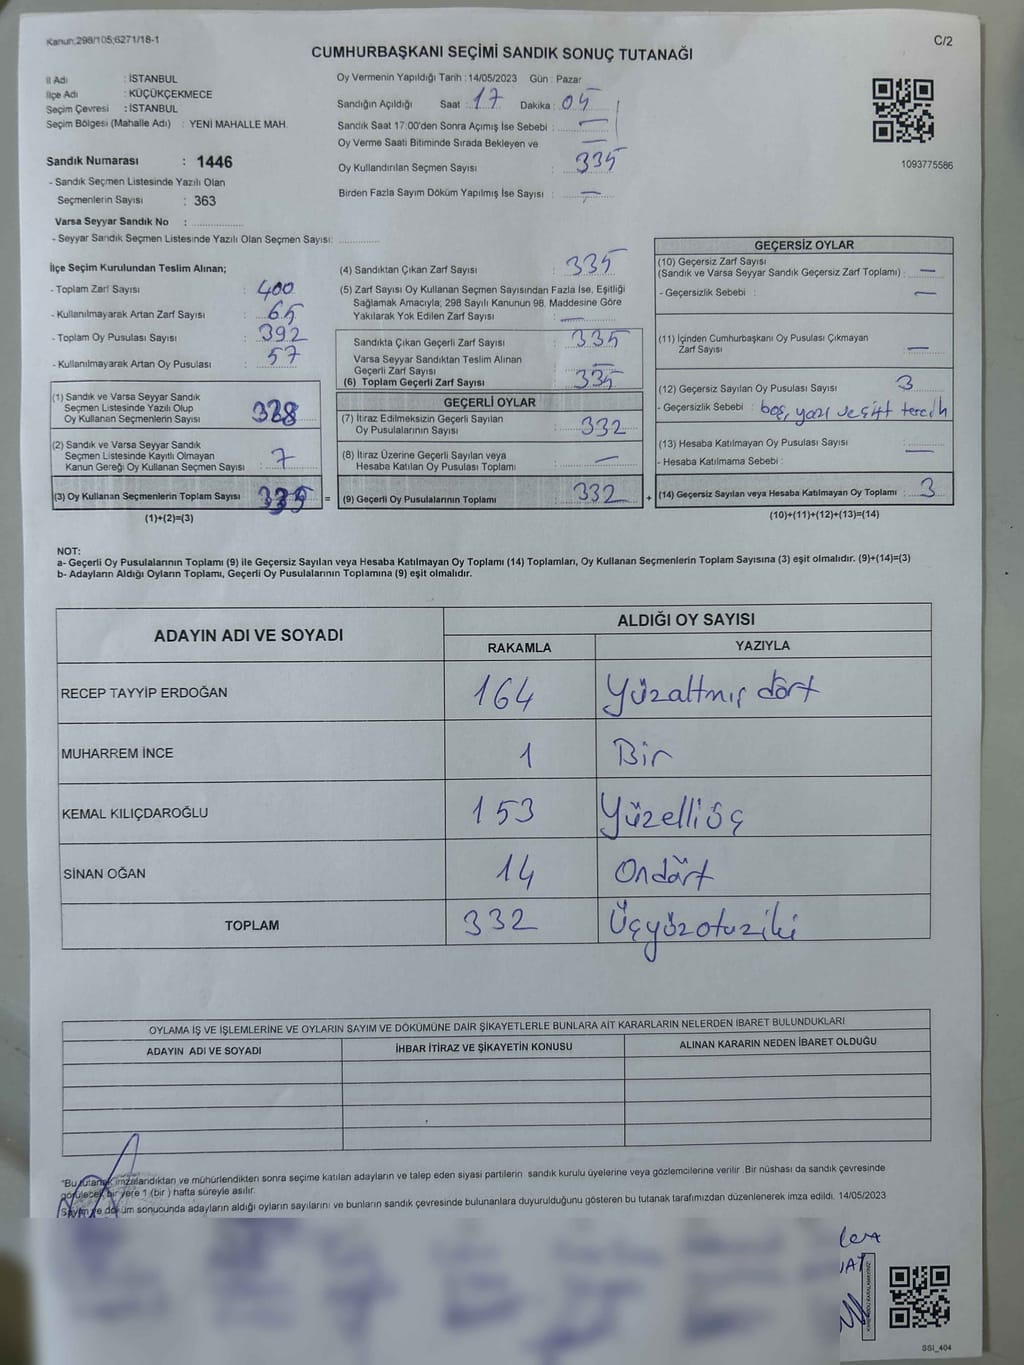 Kanun:298/105;6271/18-1
C/2
CUMHURBAŞKANI SEÇİMİ SANDIK SONUÇ TUTANAĞI
İl Adı : İSTANBUL
İlçe Adı : KÜÇÜKÇEKMECE
Seçim Çevresi : İSTANBUL
Seçim Bölgesi (Mahalle Adı) : YENİ MAHALLE MAH.
Sandık Numarası : 1446
- Sandık Seçmen Listesinde Yazılı Olan
Seçmenlerin Sayısı : 363
Varsa Seyyar Sandık No : ..............
- Seyyar Sandık Seçmen Listesinde Yazılı Olan Seçmen Sayısı: ............
Oy Vermenin Yapıldığı Tarih : 14/05/2023 Gün : Pazar
Sandığın Açıldığı Saat : 17 Dakika : 05
Sandık Saat 17:00'den Sonra Açımış İse Sebebi : —
Oy Verme Saati Bitiminde Sırada Bekleyen ve —
Oy Kullandırılan Seçmen Sayısı : 335
Birden Fazla Sayım Döküm Yapılmış İse Sayısı : —
1093775586
İlçe Seçim Kurulundan Teslim Alınan;
- Toplam Zarf Sayısı : 400
- Kullanılmayarak Artan Zarf Sayısı : 65
- Toplam Oy Pusulası Sayısı : 392
- Kullanılmayarak Artan Oy Pusulası : 57
(1) Sandık ve Varsa Seyyar Sandık
Seçmen Listesinde Yazılı Olup
Oy Kullanan Seçmenlerin Sayısı : 328
(2) Sandık ve Varsa Seyyar Sandık
Seçmen Listesinde Kayıtlı Olmayan
Kanun Gereği Oy Kullanan Seçmen Sayısı : 7
(3) Oy Kullanan Seçmenlerin Toplam Sayısı : 335 =
(1)+(2)=(3)
(4) Sandıktan Çıkan Zarf Sayısı : 335
(5) Zarf Sayısı Oy Kullanan Seçmen Sayısından Fazla İse, Eşitliği
Sağlamak Amacıyla; 298 Sayılı Kanunun 98. Maddesine Göre
Yakılarak Yok Edilen Zarf Sayısı : —
Sandıkta Çıkan Geçerli Zarf Sayısı : 335
Varsa Seyyar Sandıktan Teslim Alınan
Geçerli Zarf Sayısı : —
(6) Toplam Geçerli Zarf Sayısı : 335
GEÇERLİ OYLAR
(7) İtiraz Edilmeksizin Geçerli Sayılan
Oy Pusulalarının Sayısı : 332
(8) İtiraz Üzerine Geçerli Sayılan veya
Hesaba Katılan Oy Pusulası Toplamı : —
(9) Geçerli Oy Pusulalarının Toplamı : 332 +
GEÇERSİZ OYLAR
(10) Geçersiz Zarf Sayısı
(Sandık ve Varsa Seyyar Sandık Geçersiz Zarf Toplamı) : —
- Geçersizlik Sebebi : —
(11) İçinden Cumhurbaşkanı Oy Pusulası Çıkmayan
Zarf Sayısı : —
(12) Geçersiz Sayılan Oy Pusulası Sayısı : 3
- Geçersizlik Sebebi : boş, yazı ve çift tercih
(13) Hesaba Katılmayan Oy Pusulası Sayısı : —
- Hesaba Katılmama Sebebi :
(14) Geçersiz Sayılan veya Hesaba Katılmayan Oy Toplamı : 3
(10)+(11)+(12)+(13)=(14)
NOT:
a- Geçerli Oy Pusulalarının Toplamı (9) ile Geçersiz Sayılan veya Hesaba Katılmayan Oy Toplamı (14) Toplamları, Oy Kullanan Seçmenlerin Toplam Sayısına (3) eşit olmalıdır. (9)+(14)=(3)
b- Adayların Aldığı Oyların Toplamı, Geçerli Oy Pusulalarının Toplamına (9) eşit olmalıdır.
ADAYIN ADI VE SOYADI
ALDIĞI OY SAYISI
RAKAMLA YAZIYLA
RECEP TAYYİP ERDOĞAN 164 Yüzaltmış dört
MUHARREM İNCE 1 Bir
KEMAL KILIÇDAROĞLU 153 Yüzelliüç
SİNAN OĞAN 14 Ondört
TOPLAM 332 Üçyüzotuziki
OYLAMA İŞ VE İŞLEMLERİNE VE OYLARIN SAYIM VE DÖKÜMÜNE DAİR ŞİKAYETLERLE BUNLARA AİT KARARLARIN NELERDEN İBARET BULUNDUKLARI
ADAYIN ADI VE SOYADI İHBAR İTİRAZ VE ŞİKAYETİN KONUSU ALINAN KARARIN NEDEN İBARET OLDUĞU
"Bu tutanak imzalandıktan ve mühürlendikten sonra seçime katılan adayların ve talep eden siyasi partilerin sandık kurulu üyelerine veya gözlemcilerine verilir. Bir nüshası da sandık çevresinde
görülecek bir yere 1 (bir) hafta süreyle asılır.
Sayım ve döküm sonucunda adayların aldığı oyların sayılarını ve bunların sandık çevresinde bulunanlara duyurulduğunu gösteren bu tutanak tarafımızdan düzenlenerek imza edildi. 14/05/2023
SSI_404